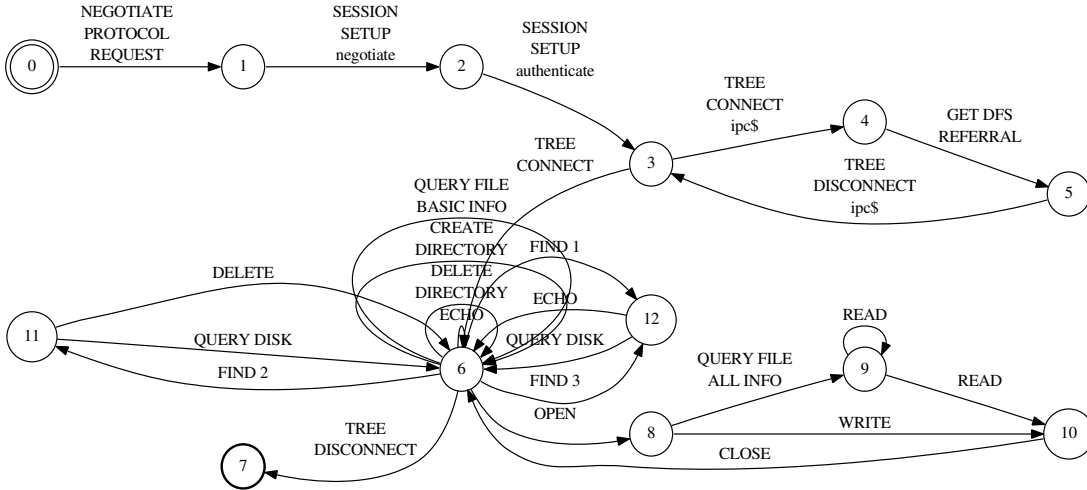 NEGOTIATE
PROTOCOL
REQUEST
SESSION
SETUP
negotiate
SESSION
SETUP
authenticate
0
1
2
TREE
CONNECT
ipc$
4
GET DFS
REFERRAL
TREE
CONNECT
3
TREE
DISCONNECT
ipc$
5
QUERY FILE
BASIC INFO
CREATE
DIRECTORY
DELETE
DIRECTORY
ECHO
FIND 1
DELETE
ECHO
12
11
QUERY DISK
QUERY DISK
FIND 2
6
FIND 3
OPEN
READ
QUERY FILE
ALL INFO
9
READ
8
WRITE
10
CLOSE
TREE
DISCONNECT
7